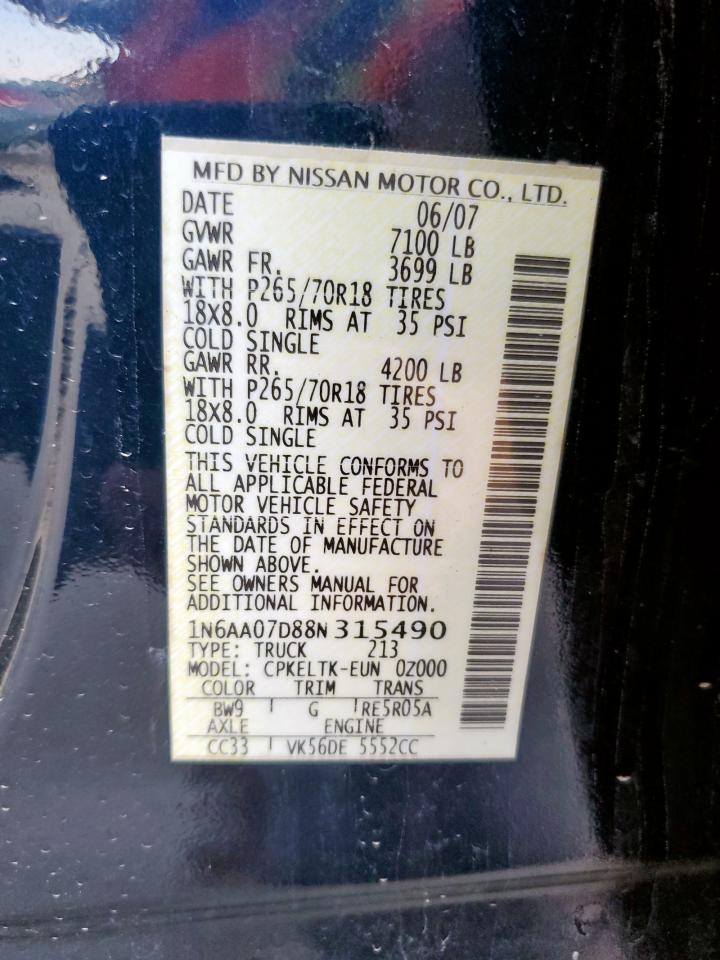 MFD BY NISSAN MOTOR CO., LTD.
DATE 06/07
GVWR 7100 LB
GAWR FR. 3699 LB
WITH P265/70R18 TIRES
18X8.0 RIMS AT 35 PSI
COLD SINGLE
GAWR RR. 4200 LB
WITH P265/70R18 TIRES
18X8.0 RIMS AT 35 PSI
COLD SINGLE
THIS VEHICLE CONFORMS TO
ALL APPLICABLE FEDERAL
MOTOR VEHICLE SAFETY
STANDARDS IN EFFECT ON
THE DATE OF MANUFACTURE
SHOWN ABOVE.
SEE OWNERS MANUAL FOR
ADDITIONAL INFORMATION.
1N6AA07D88N315490
TYPE: TRUCK 213
MODEL: CPKELTK-EUN 0Z000
COLOR TRIM TRANS
BW9 G RE5R05A
AXLE ENGINE
CC33 VK56DE 5552CC